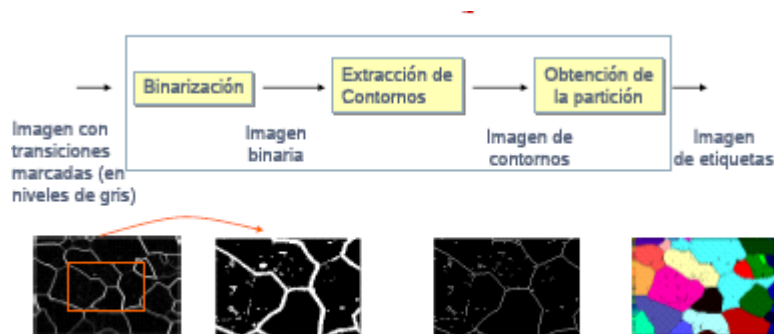 Binarización
Extracción de
Contornos
Obtención de
la partición
Imagen con
transiciones
marcadas (en
niveles de gris)
Imagen
binaria
Imagen de
contornos
Imagen
de etiquetas